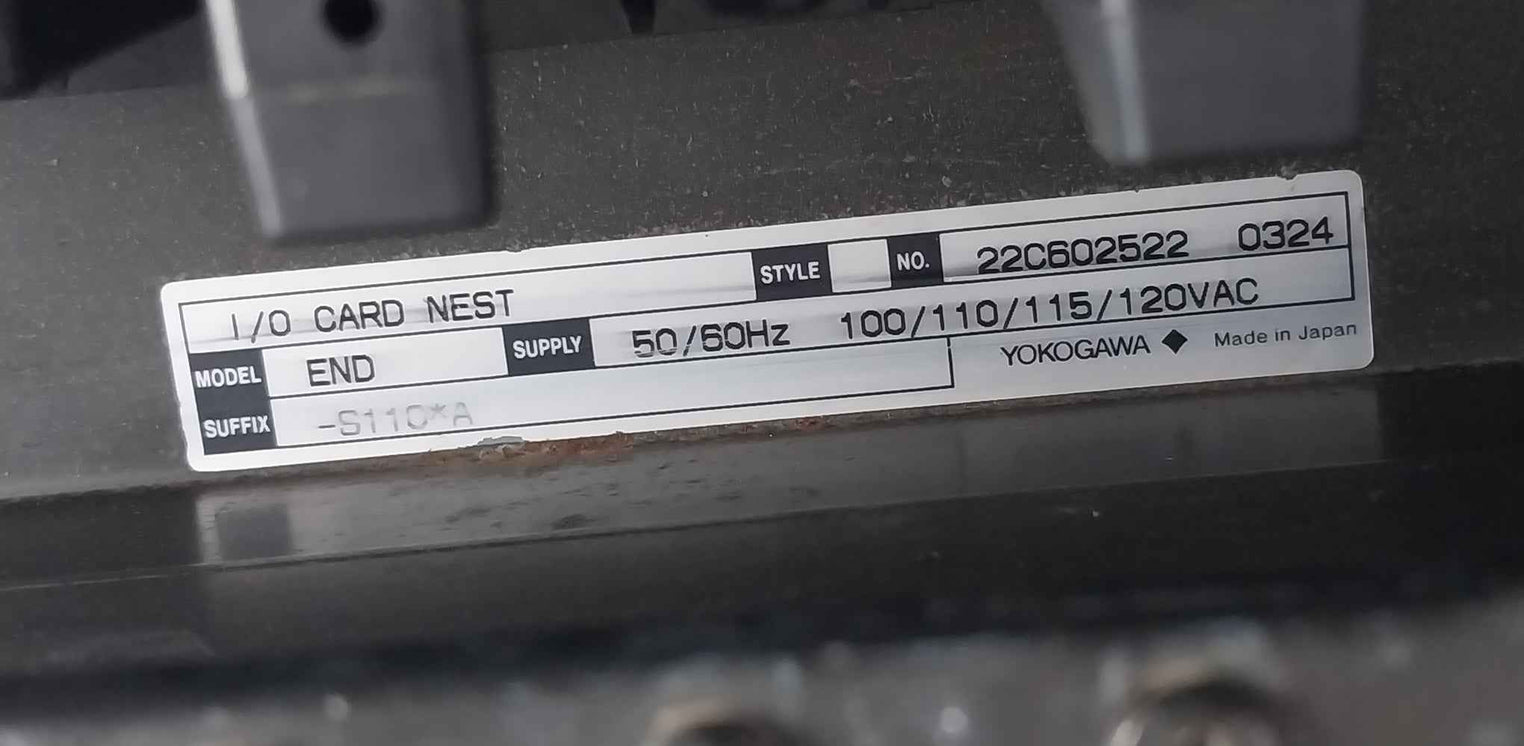 I/O CARD NEST STYLE NO. 22C602522 0324
MODEL END SUPPLY 50/60Hz 100/110/115/120VAC
SUFFIX -S110*A YOKOGAWA Made in Japan